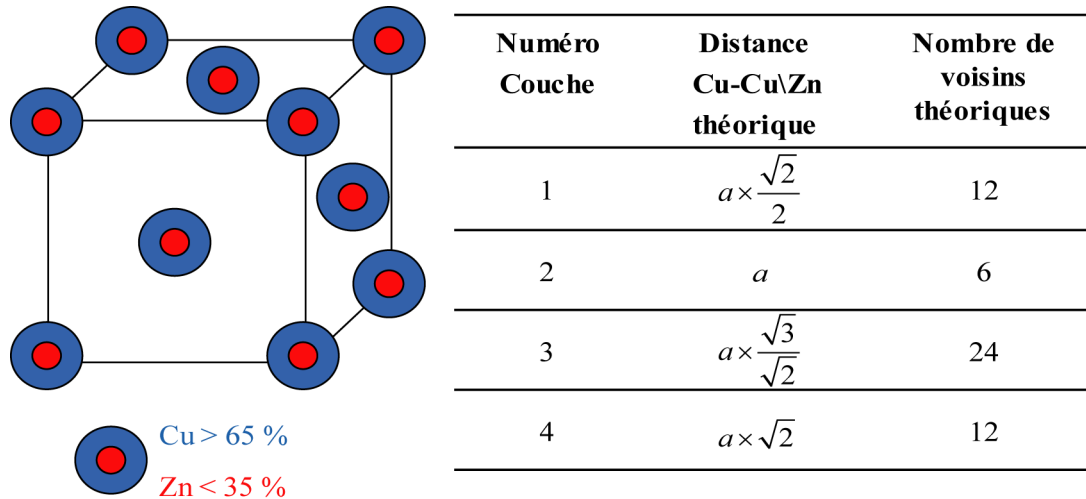 Numéro Couche | Distance Cu-Cu\Zn théorique | Nombre de voisins théoriques
1 | a × √2/2 | 12
2 | a | 6
3 | a × √3/√2 | 24
4 | a × √2 | 12
Cu > 65 %
Zn < 35 %